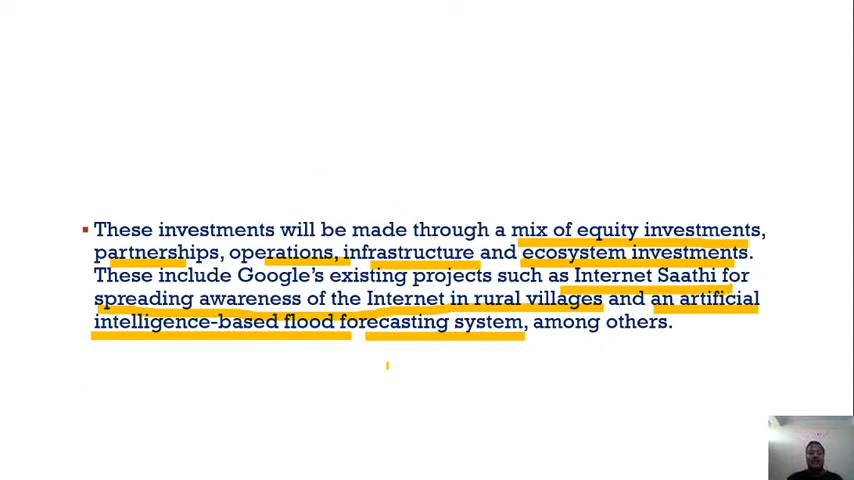 These investments will be made through a mix of equity investments,
partnerships, operations, infrastructure and ecosystem investments.
These include Google's existing projects such as Internet Saathi for
spreading awareness of the Internet in rural villages and an artificial
intelligence-based flood forecasting system, among others.